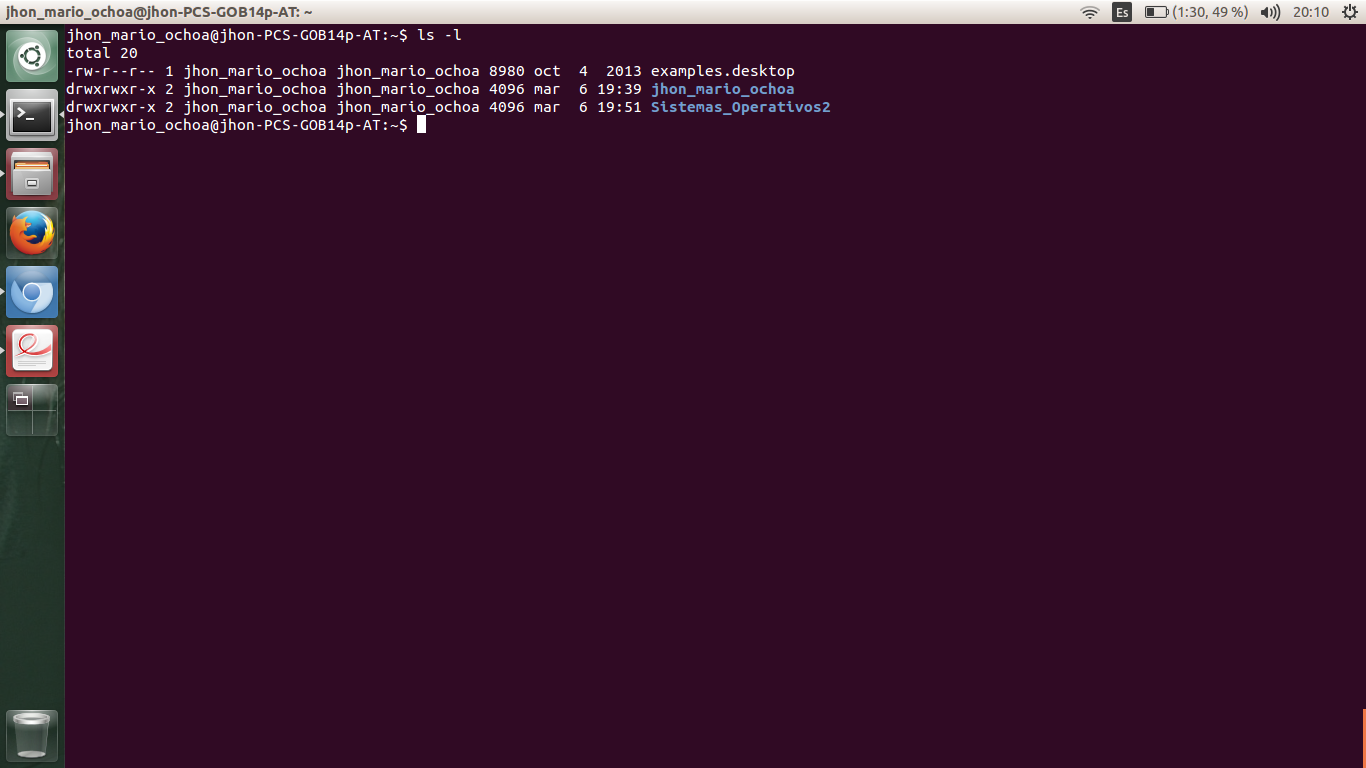 jhon_mario_ochoa@jhon-PCS-GOB14p-AT: ~
Es (1:30, 49 %) 20:10
jhon_mario_ochoa@jhon-PCS-GOB14p-AT:~$ ls -l
total 20
-rw-r--r-- 1 jhon_mario_ochoa jhon_mario_ochoa 8980 oct  4  2013 examples.desktop
drwxrwxr-x 2 jhon_mario_ochoa jhon_mario_ochoa 4096 mar  6 19:39 jhon_mario_ochoa
drwxrwxr-x 2 jhon_mario_ochoa jhon_mario_ochoa 4096 mar  6 19:51 Sistemas_Operativos2
jhon_mario_ochoa@jhon-PCS-GOB14p-AT:~$